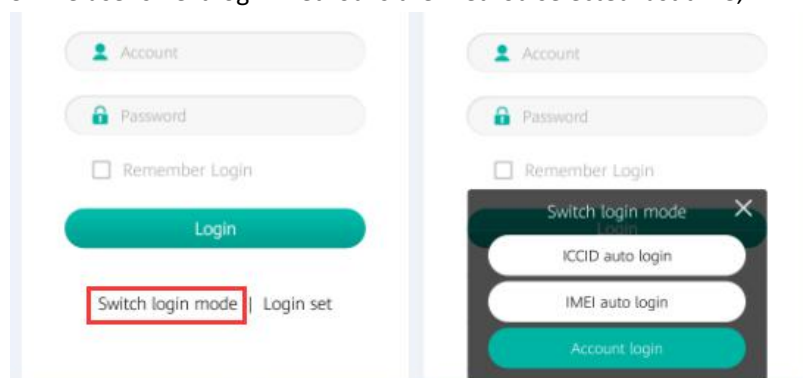 Account
Password
Remember Login
Login
Switch login mode | Login set
Account
Password
Remember Login
Switch login mode
Login
ICCID auto login
IMEI auto login
Account login